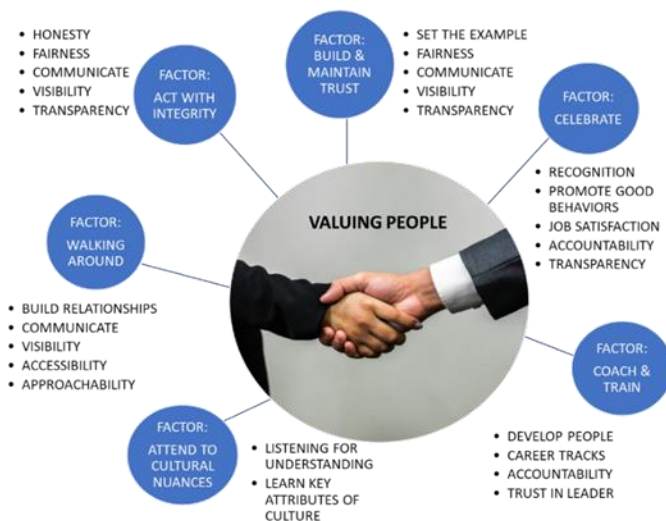 • HONESTY
• FAIRNESS
• COMMUNICATE
• VISIBILITY
• TRANSPARENCY
FACTOR:
ACT WITH
INTEGRITY
FACTOR:
BUILD &
MAINTAIN
TRUST
• SET THE EXAMPLE
• FAIRNESS
• COMMUNICATE
• VISIBILITY
• TRANSPARENCY
FACTOR:
CELEBRATE
• RECOGNITION
• PROMOTE GOOD
BEHAVIORS
• JOB SATISFACTION
• ACCOUNTABILITY
• TRANSPARENCY
VALUING PEOPLE
FACTOR:
WALKING
AROUND
• BUILD RELATIONSHIPS
• COMMUNICATE
• VISIBILITY
• ACCESSIBILITY
• APPROACHABILITY
FACTOR:
COACH &
TRAIN
• DEVELOP PEOPLE
• CAREER TRACKS
• ACCOUNTABILITY
• TRUST IN LEADER
FACTOR:
ATTEND TO
CULTURAL
NUANCES
• LISTENING FOR
UNDERSTANDING
• LEARN KEY
ATTRIBUTES OF
CULTURE